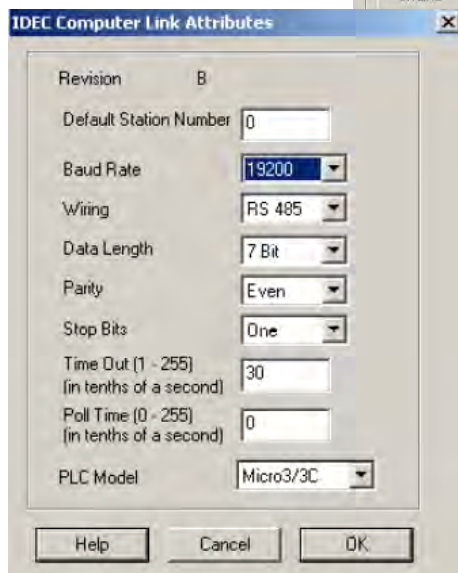 IDEC Computer Link Attributes
Revision B
Default Station Number 0
Baud Rate 19200
Wiring RS 485
Data Length 7 Bit
Parity Even
Stop Bits One
Time Out (1 - 255)
(in tenths of a second) 30
Poll Time (0 - 255)
(in tenths of a second) 0
PLC Model Micro3/3C
Help Cancel OK